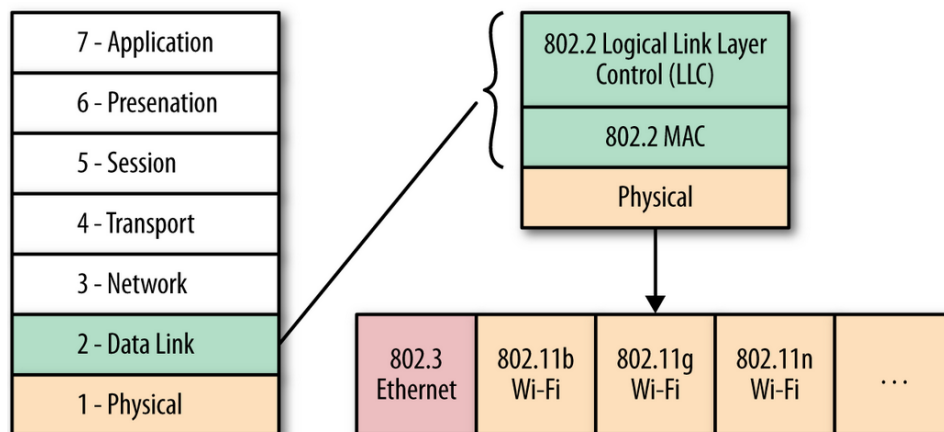 7 - Application
6 - Presenation
5 - Session
4 - Transport
3 - Network
2 - Data Link
1 - Physical
802.2 Logical Link Layer
Control (LLC)
802.2 MAC
Physical
802.3
Ethernet
802.11b
Wi-Fi
802.11g
Wi-Fi
802.11n
Wi-Fi
...